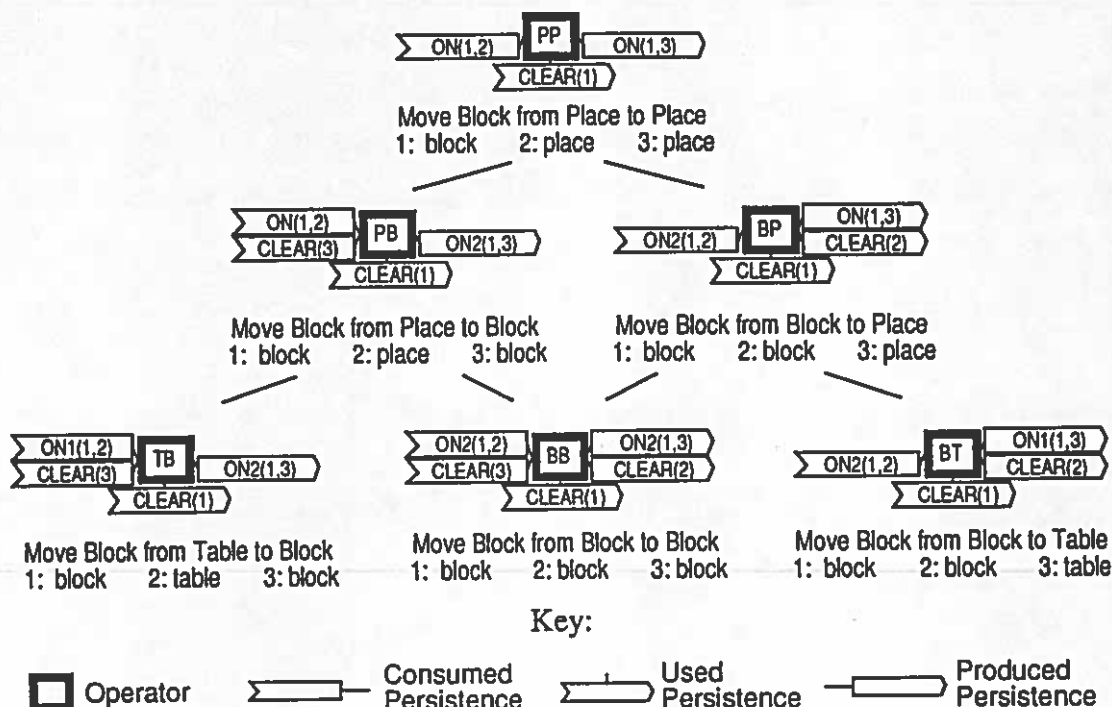 ON(1,2) PP ON(1,3)
CLEAR(1)
Move Block from Place to Place
1: block 2: place 3: place
ON(1,2) PB ON2(1,3)
CLEAR(3)
CLEAR(1)
Move Block from Place to Block
1: block 2: place 3: block
ON2(1,2) BP ON(1,3)
CLEAR(2)
CLEAR(1)
Move Block from Block to Place
1: block 2: block 3: place
ON1(1,2) TB ON2(1,3)
CLEAR(3)
CLEAR(1)
Move Block from Table to Block
1: block 2: table 3: block
ON2(1,2) BB ON2(1,3)
CLEAR(3) CLEAR(2)
CLEAR(1)
Move Block from Block to Block
1: block 2: block 3: block
ON2(1,2) BT ON1(1,3)
CLEAR(2)
CLEAR(1)
Move Block from Block to Table
1: block 2: block 3: table
Key:
Operator
Consumed
Persistence
Used
Persistence
Produced
Persistence